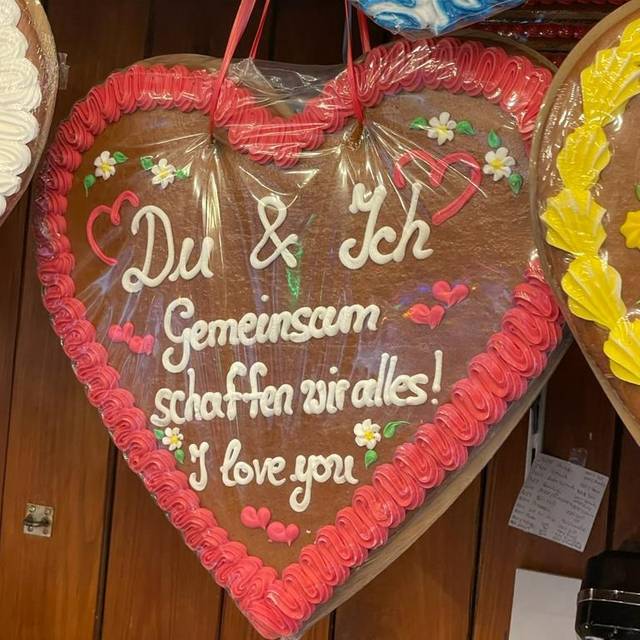 Du & Ich
Gemeinsam
schaffen wir alles!
I love you